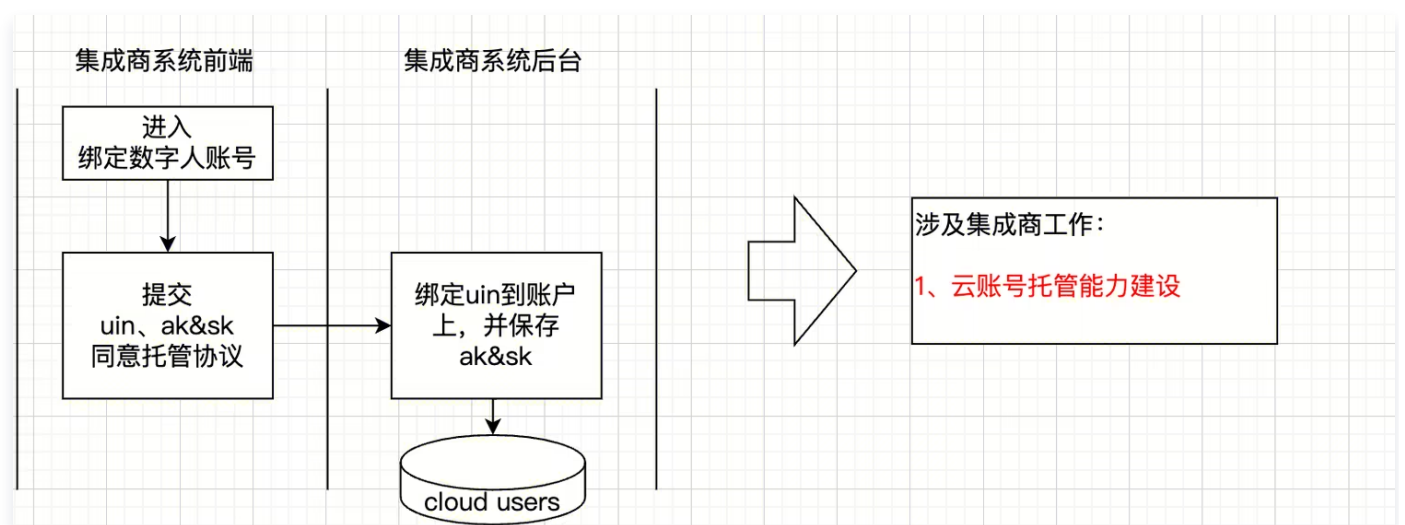 集成商系统前端
集成商系统后台
进入
绑定数字人账号
提交
uin、ak&sk
同意托管协议
绑定uin到账户
上，并保存
ak&sk
cloud users
涉及集成商工作：
1、云账号托管能力建设